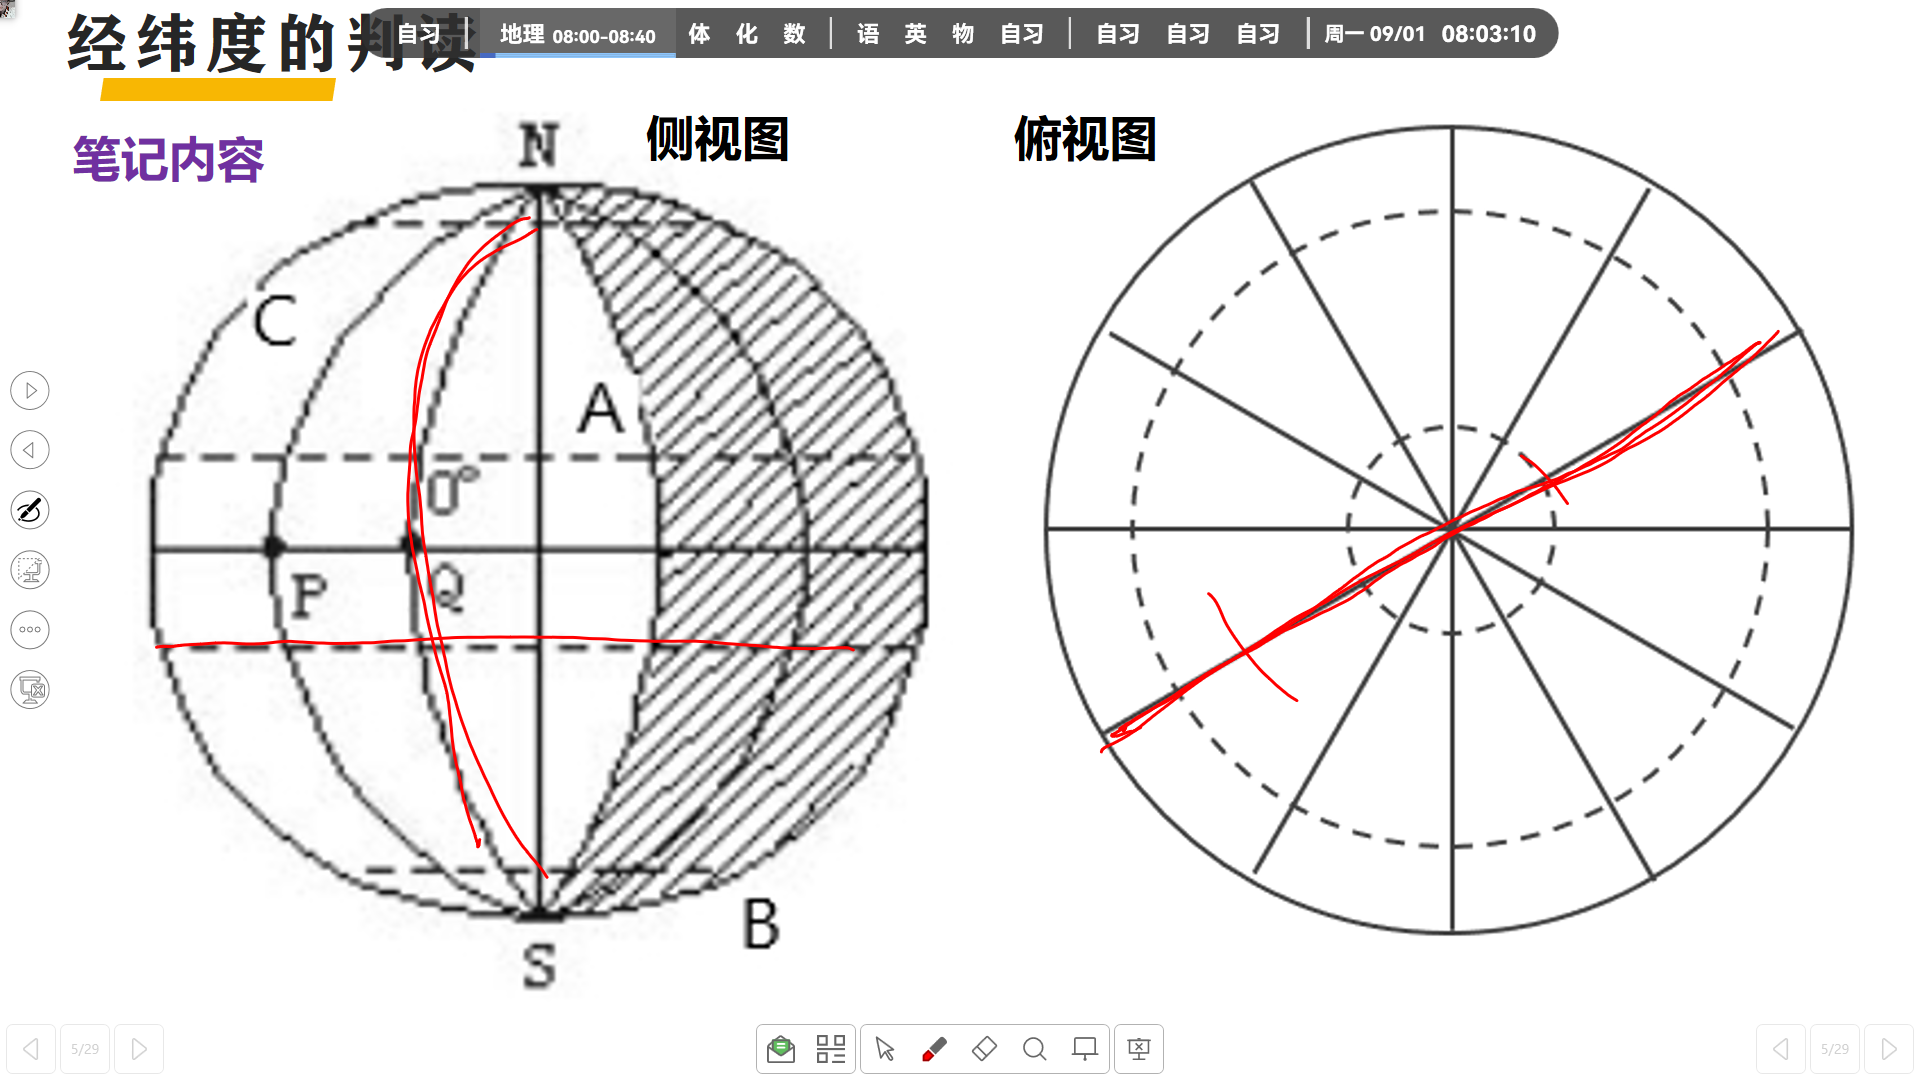 经纬度的判读
自习 | 地理 08:00-08:40 体 化 数 | 语 英 物 自习 | 自习 自习 自习 | 周一 09/01 08:03:10
笔记内容
侧视图
俯视图
N
C
A
0°
P
Q
B
S
5/29
5/29